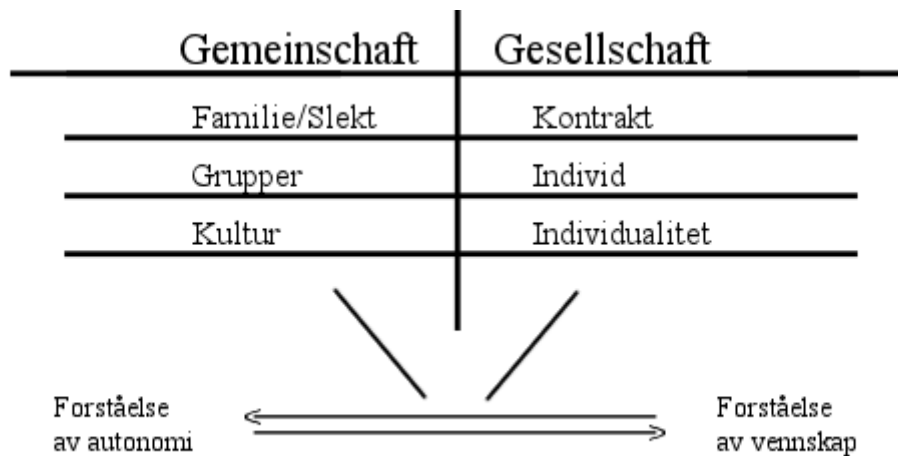 Gemeinschaft Gesellschaft
Familie/Slekt Kontrakt
Grupper Individ
Kultur Individualitet
Forståelse
av autonomi
Forståelse
av vennskap